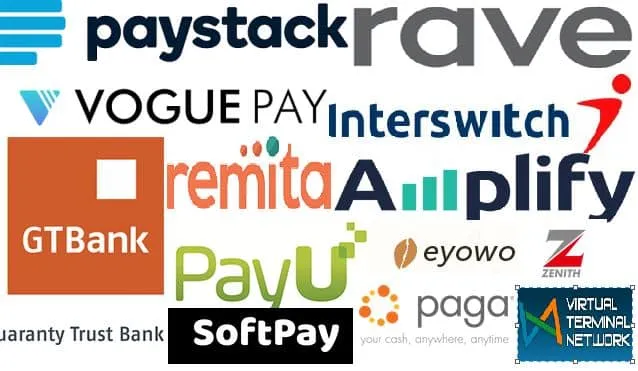 paystack
rave
VOGUE PAY
Interswitch
GTBank
remita
Amplify
PayU
eyowo
ZENITH
uaranty Trust Bank
SoftPay
paga
your cash, anywhere, anytime
VIRTUAL
TERMINAL
NETWORK